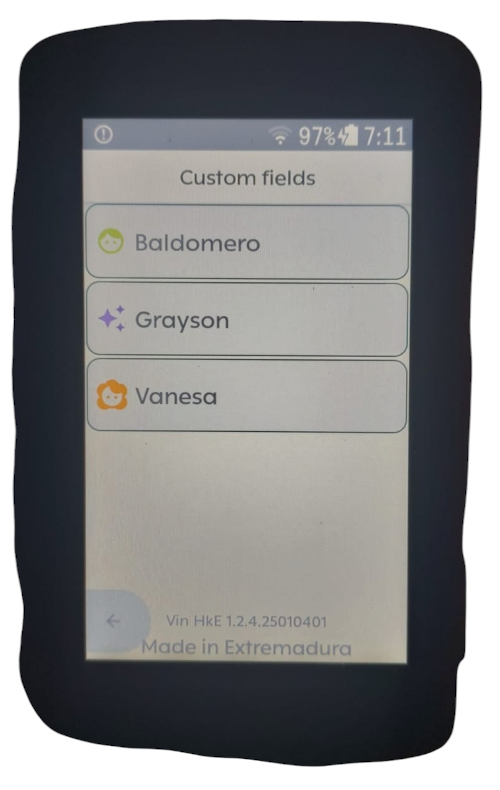 97% 7:11
Custom fields
Baldomero
Grayson
Vanesa
Vin HkE 1.2.4.25010401
Made in Extremadura